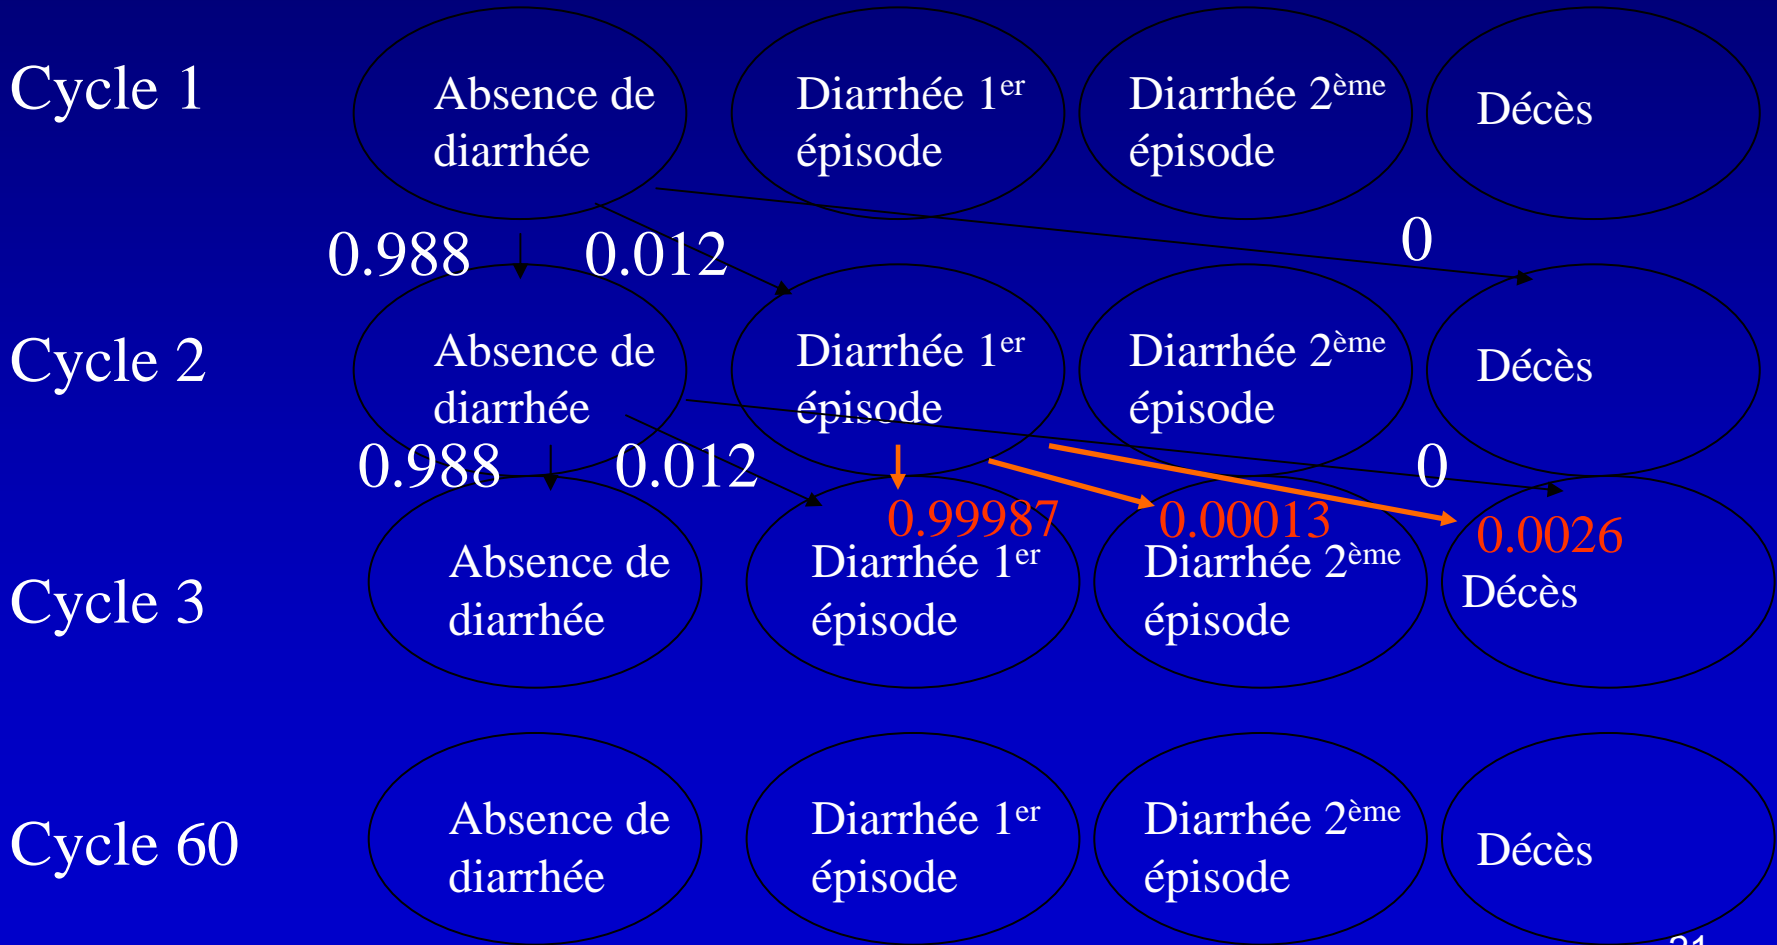 Cycle 1
Absence de
diarrhée
Diarrhée 1er
épisode
Diarrhée 2ème
épisode
Décès
0.988
0.012
0
Cycle 2
Absence de
diarrhée
Diarrhée 1er
épisode
Diarrhée 2ème
épisode
Décès
0.988
0.012
0
0.99987
0.00013
0.0026
Cycle 3
Absence de
diarrhée
Diarrhée 1er
épisode
Diarrhée 2ème
épisode
Décès
Cycle 60
Absence de
diarrhée
Diarrhée 1er
épisode
Diarrhée 2ème
épisode
Décès